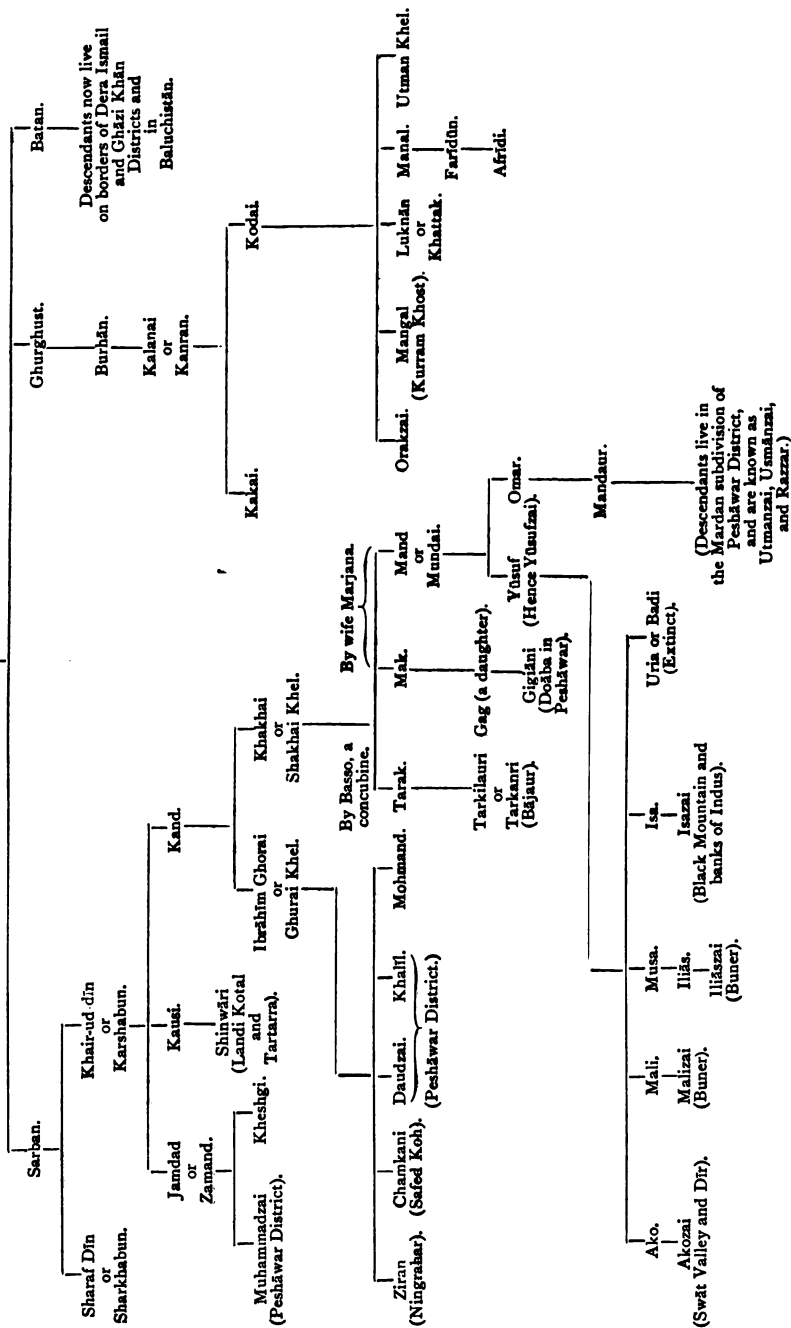 Sarban.
Ghurghust.
Batan.
Sharaf Dīn
or
Sharkhabun.
Khair-ud-dīn
or
Karshabun.
Burhān.
Descendants now live
on borders of Dera Ismail
and Ghāzi Khān
Districts and
in
Baluchistān.
Kalanai
or
Kanran.
Jamdad
or
Zamand.
Kausi.
Kand.
Kakai.
Kodai.
Muhammadzai
(Peshāwar District).
Kheshgi.
Shinwāri
(Landi Kotal
and
Tartarra).
Ibrāhīm Ghorai
or
Ghurai Khel.
Khakhai
or
Shakhai Khel.
Orakzai.
Mangal
(Kurram Khost).
Luknān
or
Khattak.
Manal.
Utman Khel.
Farīdūn.
Afrīdi.
By Basso, a
concubine.
By wife Marjana.
Ziran
(Ningrahar).
Chamkani
(Safed Koh).
Daudzai.
Khalīl.
(Peshāwar District.)
Mohmand.
Tarak.
Mak.
Mand
or
Mundai.
Tarkilauri
or
Tarkanri
(Bājaur).
Gag (a daughter).
Gigiāni
(Doāba in
Peshāwar).
Yūsuf
(Hence Yūsufzai).
Omar.
Mandaur.
(Descendants live in
the Mardan subdivision of
Peshāwar District,
and are known as
Utmanzai, Usmānzai,
and Razzar.)
Ako.
Akozai
(Swāt Valley and Dīr).
Mali.
Malizai
(Buner).
Musa.
Iliās.
Iliāszai
(Buner).
Isa.
Isazai
(Black Mountain and
banks of Indus).
Uria or Badi
(Extinct).